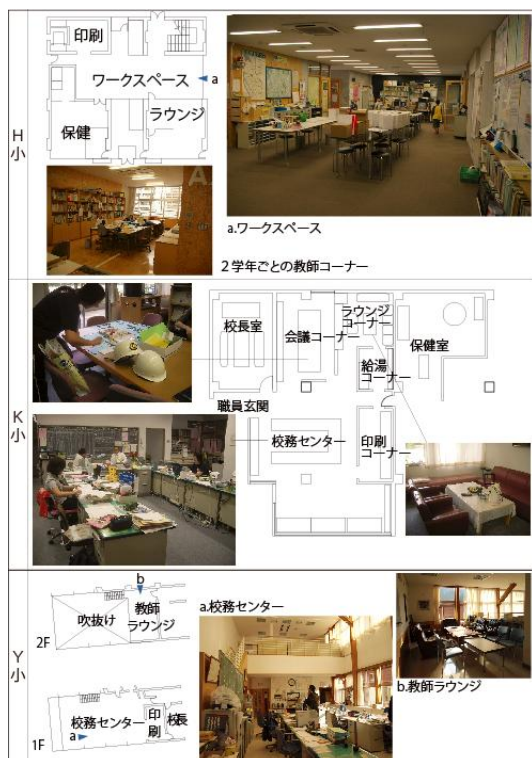 H小
印刷
ワークスペース
a
ラウンジ
保健
A
a.ワークスペース
2学年ごとの教師コーナー
K小
校長室
会議コーナー
ラウンジ
コーナー
保健室
給湯
コーナー
職員玄関
校務センター
印刷
コーナー
Y小
b
吹抜け
教師
ラウンジ
2F
a.校務センター
b.教師ラウンジ
校務センター
印刷
校長
a
1F